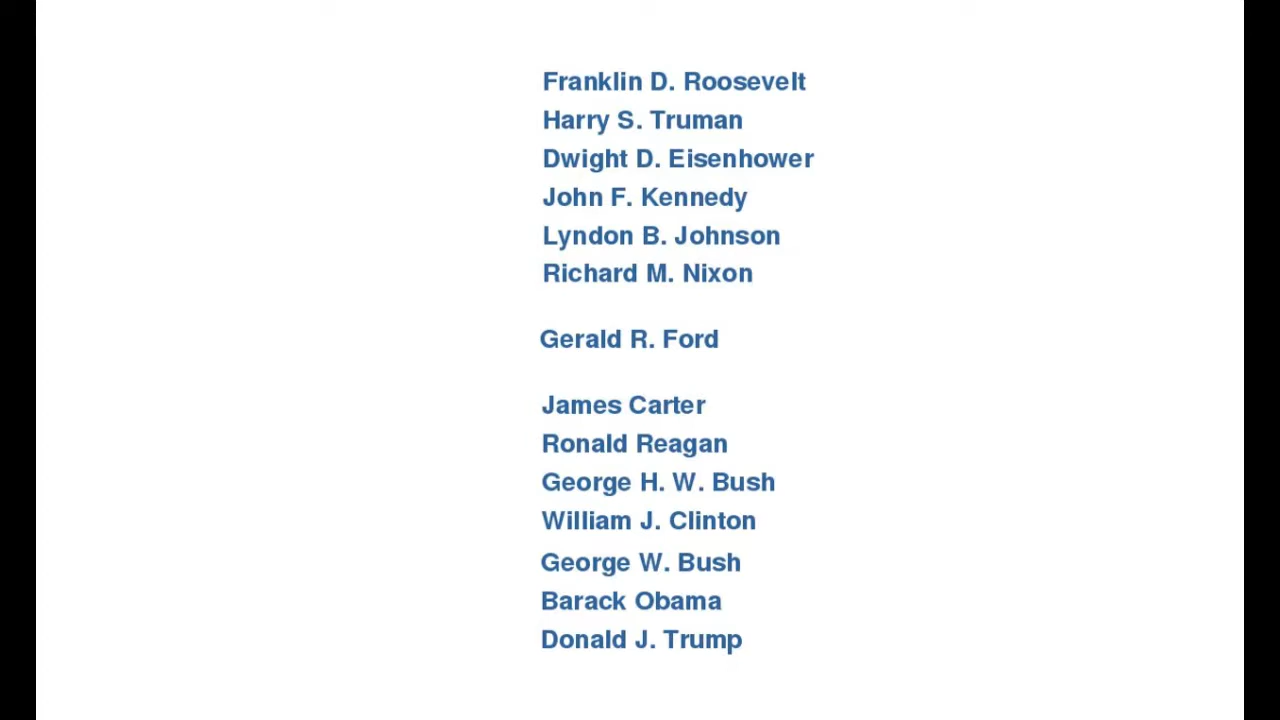 Franklin D. Roosevelt
Harry S. Truman
Dwight D. Eisenhower
John F. Kennedy
Lyndon B. Johnson
Richard M. Nixon
Gerald R. Ford
James Carter
Ronald Reagan
George H. W. Bush
William J. Clinton
George W. Bush
Barack Obama
Donald J. Trump